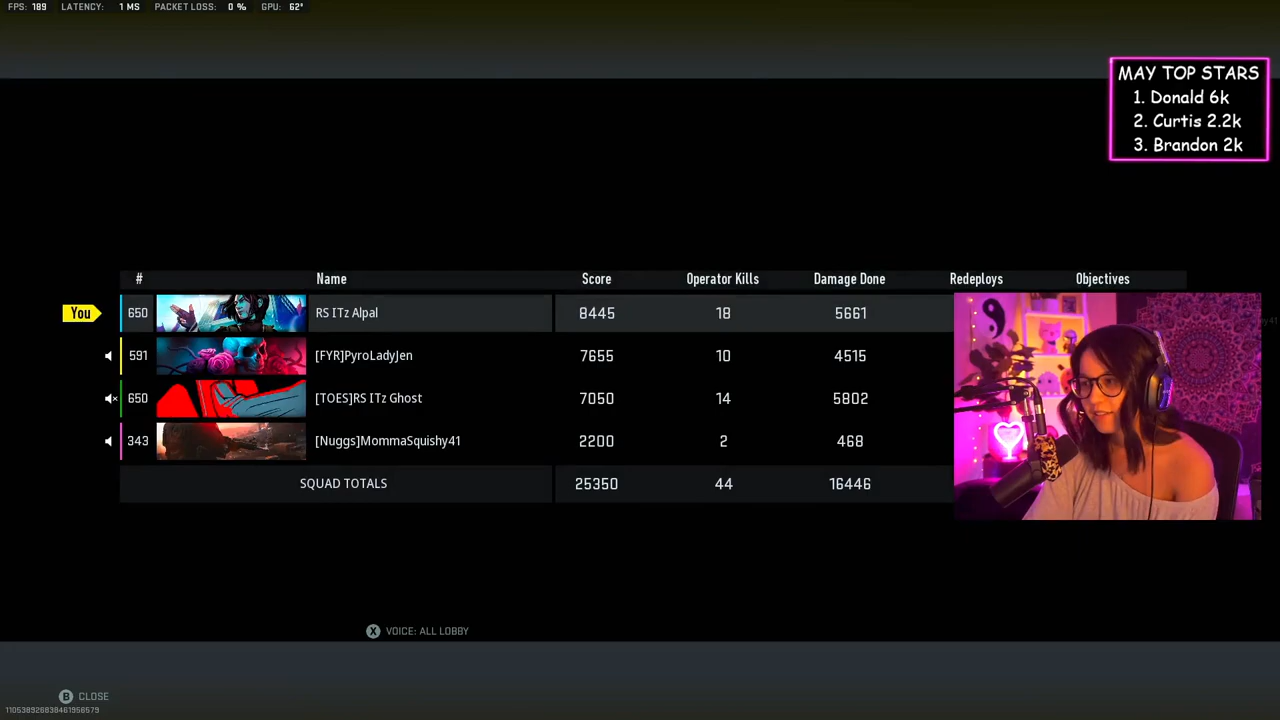 FPS: 189 LATENCY: 1 MS PACKET LOSS: 0 % GPU: 62°
MAY TOP STARS
1. Donald 6k
2. Curtis 2.2k
3. Brandon 2k
# Name Score Operator Kills Damage Done Redeploys Objectives
You 650 RS ITz Alpal 8445 18 5661
591 [FYR]PyroLadyJen 7655 10 4515
650 [TOES]RS ITz Ghost 7050 14 5802
343 [Nuggs]MommaSquishy41 2200 2 468
SQUAD TOTALS 25350 44 16446
X VOICE: ALL LOBBY
B CLOSE